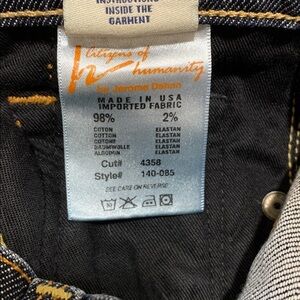 INSTRUCTIONS
INSIDE THE
GARMENT
Citizens of
humanity
by Jerome Dahan
MADE IN USA
IMPORTED FABRIC
98% 2%
COTON ELASTAN
COTTON ELASTAN
COTONE ELASTAN
BAUMWOLLE ELASTAN
ALGODON ELASTAN
Cut# 4358
Style# 140-085
SEE CARE ON REVERSE